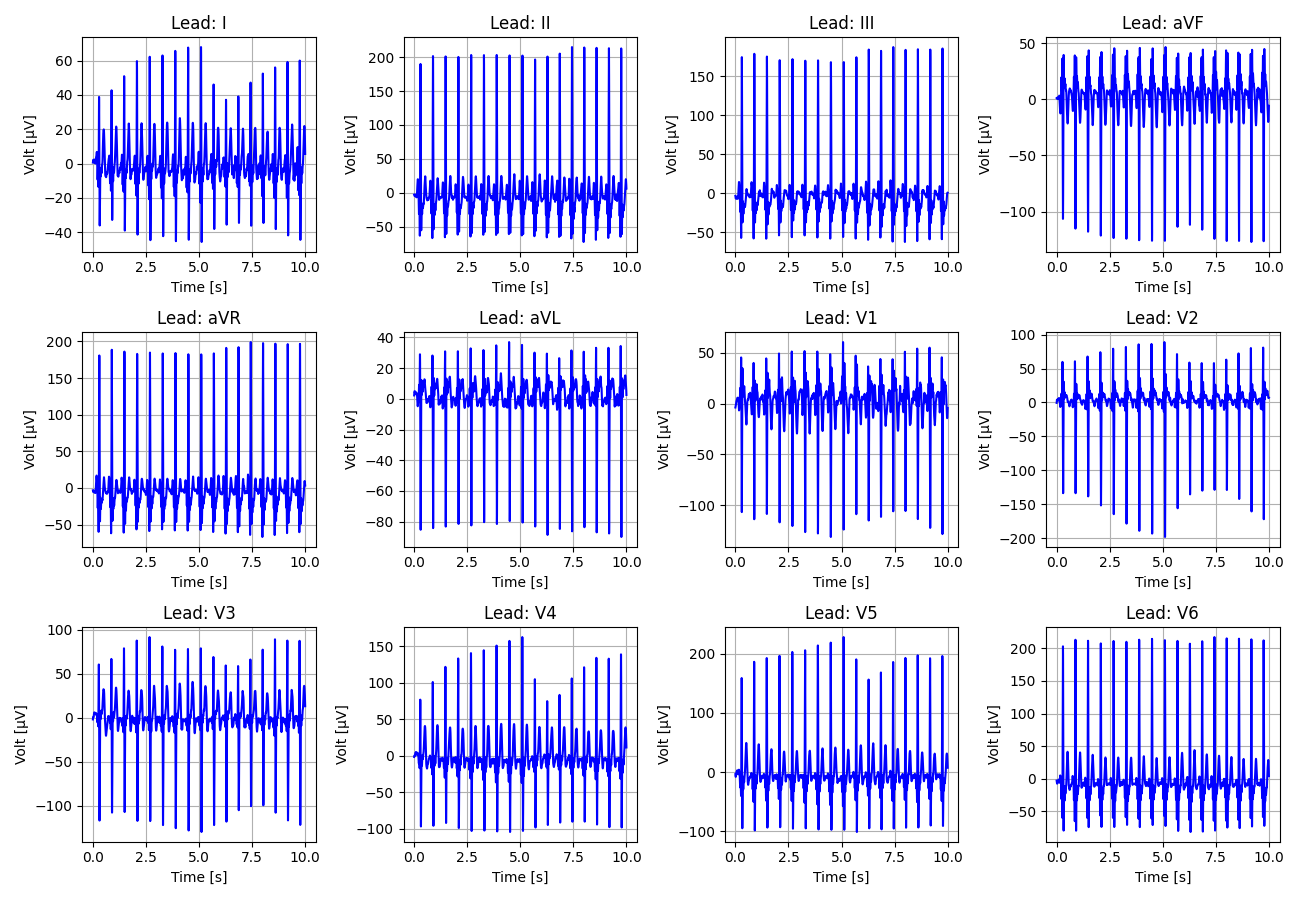 Lead: I
Volt [µV]
60
40
20
0
−20
−40
0.0 2.5 5.0 7.5 10.0
Time [s]
Lead: II
Volt [µV]
200
150
100
50
0
−50
0.0 2.5 5.0 7.5 10.0
Time [s]
Lead: III
Volt [µV]
150
100
50
0
−50
0.0 2.5 5.0 7.5 10.0
Time [s]
Lead: aVF
Volt [µV]
50
0
−50
−100
0.0 2.5 5.0 7.5 10.0
Time [s]
Lead: aVR
Volt [µV]
200
150
100
50
0
−50
0.0 2.5 5.0 7.5 10.0
Time [s]
Lead: aVL
Volt [µV]
40
20
0
−20
−40
−60
−80
0.0 2.5 5.0 7.5 10.0
Time [s]
Lead: V1
Volt [µV]
50
0
−50
−100
0.0 2.5 5.0 7.5 10.0
Time [s]
Lead: V2
Volt [µV]
100
50
0
−50
−100
−150
−200
0.0 2.5 5.0 7.5 10.0
Time [s]
Lead: V3
Volt [µV]
100
50
0
−50
−100
0.0 2.5 5.0 7.5 10.0
Time [s]
Lead: V4
Volt [µV]
150
100
50
0
−50
−100
0.0 2.5 5.0 7.5 10.0
Time [s]
Lead: V5
Volt [µV]
200
100
0
−100
0.0 2.5 5.0 7.5 10.0
Time [s]
Lead: V6
Volt [µV]
200
150
100
50
0
−50
0.0 2.5 5.0 7.5 10.0
Time [s]